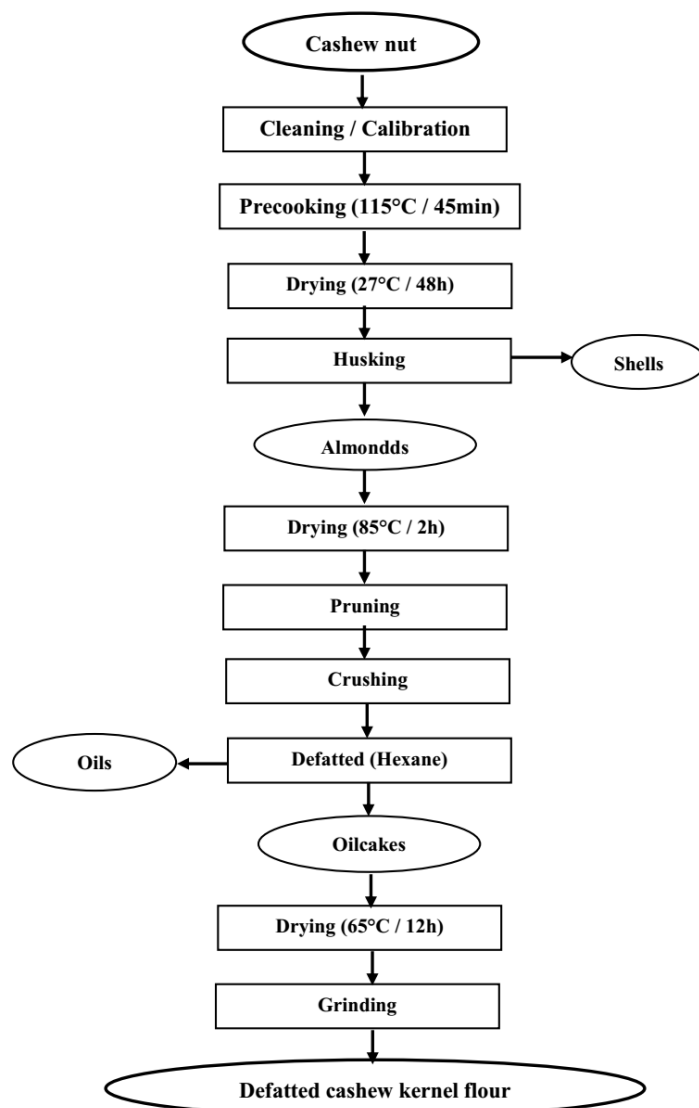 Cashew nut
Cleaning / Calibration
Precooking (115°C / 45min)
Drying (27°C / 48h)
Husking
Shells
Almondds
Drying (85°C / 2h)
Pruning
Crushing
Oils
Defatted (Hexane)
Oilcakes
Drying (65°C / 12h)
Grinding
Defatted cashew kernel flour